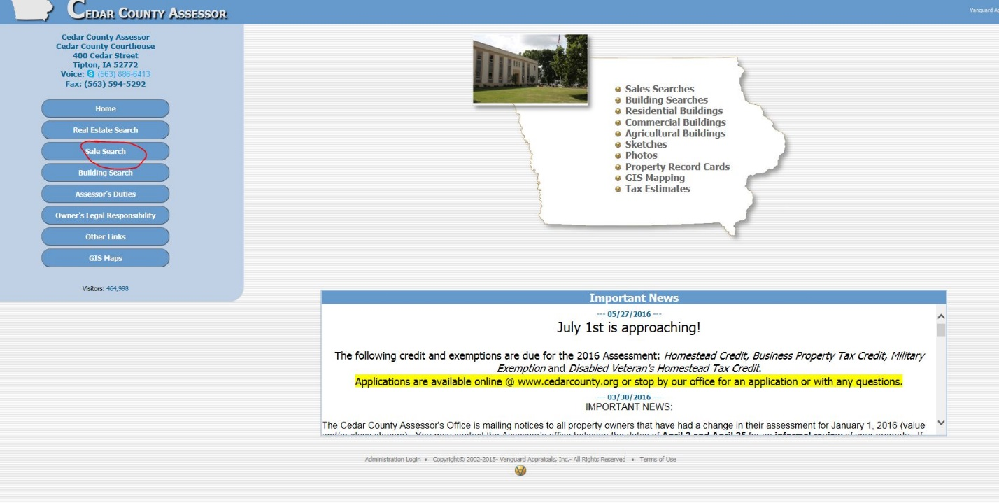 CEDAR COUNTY ASSESSOR
Vanguard Ap
Cedar County Assessor
Cedar County Courthouse
400 Cedar Street
Tipton, IA 52772
Voice: (563) 886-6413
Fax: (563) 594-5292
Home
Real Estate Search
Sale Search
Building Search
Assessor's Duties
Owner's Legal Responsibility
Other Links
GIS Maps
Visitors: 464,998
Sales Searches
Building Searches
Residential Buildings
Commercial Buildings
Agricultural Buildings
Sketches
Photos
Property Record Cards
GIS Mapping
Tax Estimates
Important News
--- 05/27/2016 ---
July 1st is approaching!
The following credit and exemptions are due for the 2016 Assessment: Homestead Credit, Business Property Tax Credit, Military
Exemption and Disabled Veteran's Homestead Tax Credit.
Applications are available online @ www.cedarcounty.org or stop by our office for an application or with any questions.
--- 03/30/2016 ---
IMPORTANT NEWS:
The Cedar County Assessor's Office is mailing notices to all property owners that have had a change in their assessment for January 1, 2016 (value
and/or class change). You may contact the Assessor's office between the dates of April 2 and April 25 for an informal review of your property. If
Administration Login • Copyright© 2002-2015- Vanguard Appraisals, Inc.- All Rights Reserved • Terms of Use